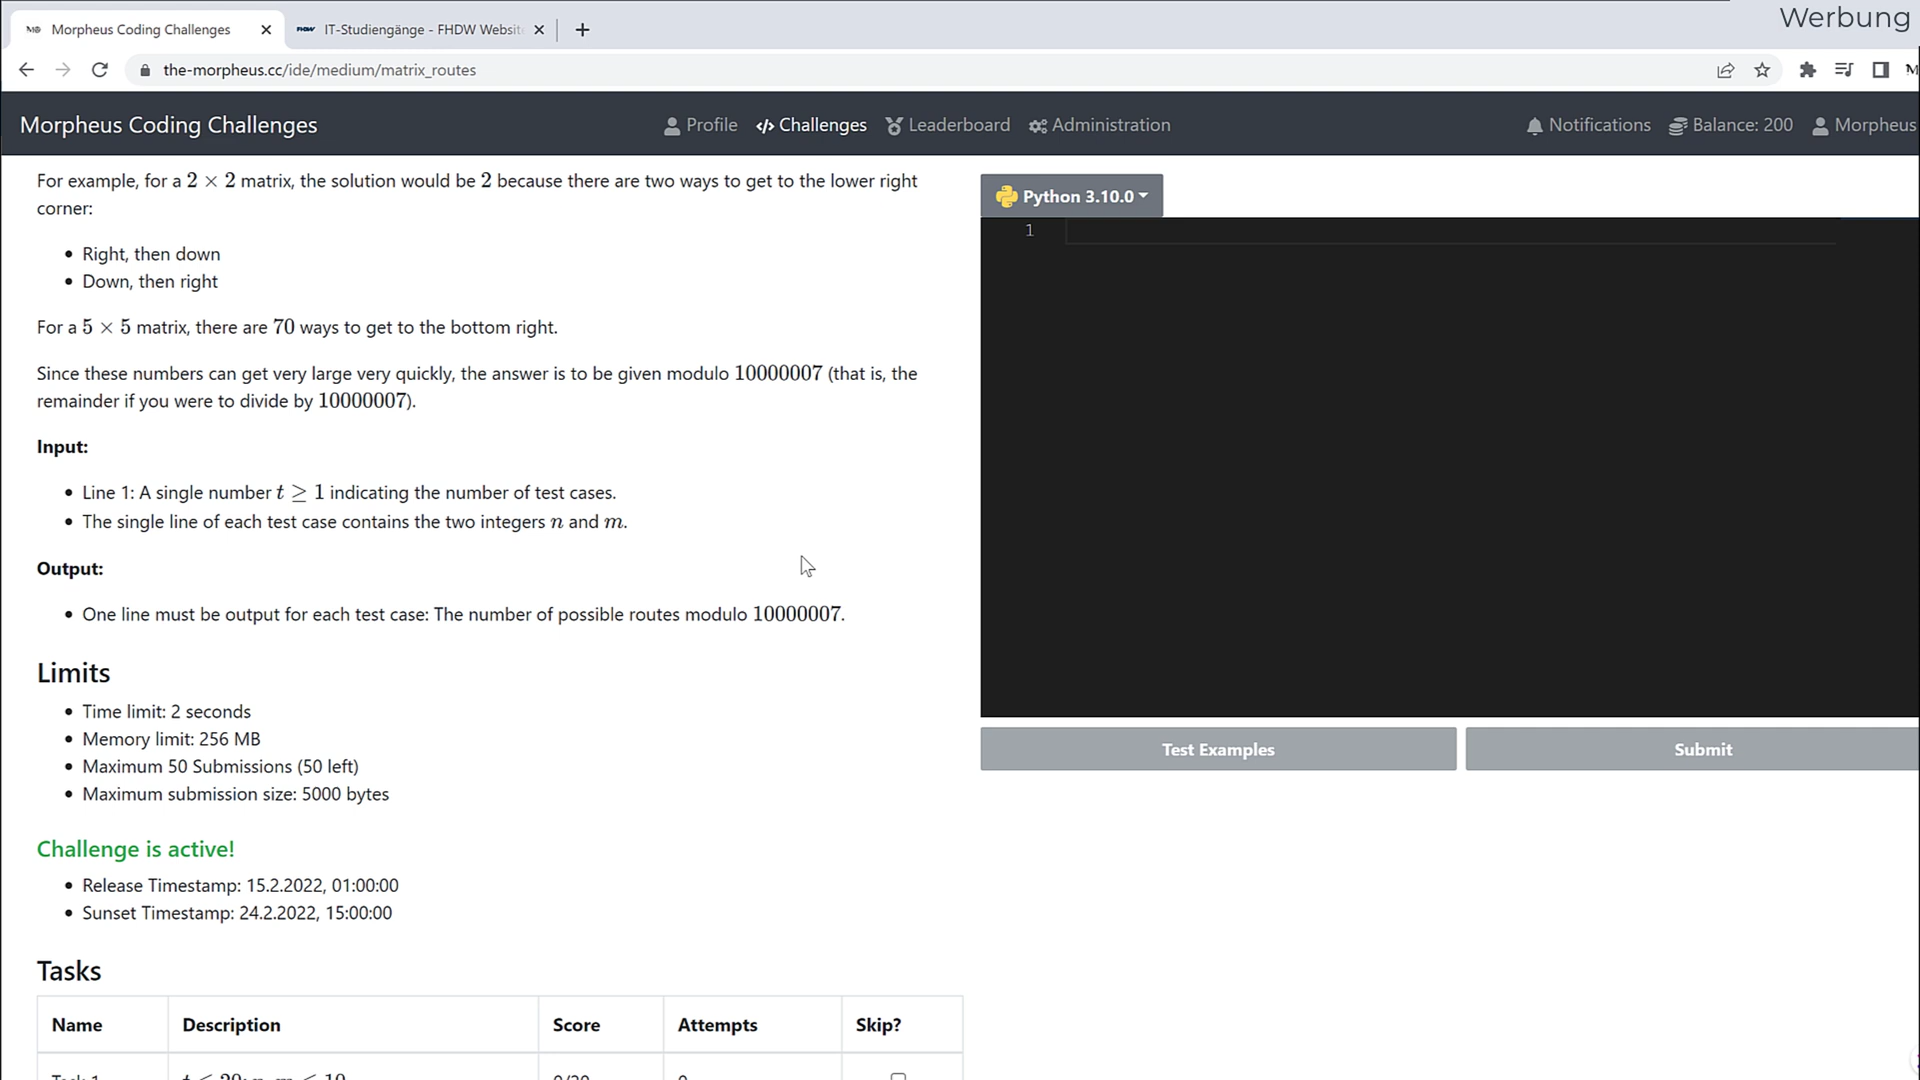 Werbung
Morpheus Coding Challenges
IT-Studiengänge - FHDW Website
the-morpheus.cc/ide/medium/matrix_routes
Morpheus Coding Challenges
Profile
Challenges
Leaderboard
Administration
Notifications
Balance: 200
Morpheus
For example, for a 2 × 2 matrix, the solution would be 2 because there are two ways to get to the lower right
corner:
Right, then down
Down, then right
For a 5 × 5 matrix, there are 70 ways to get to the bottom right.
Since these numbers can get very large very quickly, the answer is to be given modulo 10000007 (that is, the
remainder if you were to divide by 10000007).
Input:
Line 1: A single number t ≥ 1 indicating the number of test cases.
The single line of each test case contains the two integers n and m.
Output:
One line must be output for each test case: The number of possible routes modulo 10000007.
Limits
Time limit: 2 seconds
Memory limit: 256 MB
Maximum 50 Submissions (50 left)
Maximum submission size: 5000 bytes
Challenge is active!
Release Timestamp: 15.2.2022, 01:00:00
Sunset Timestamp: 24.2.2022, 15:00:00
Tasks
Name Description Score Attempts Skip?
Python 3.10.0
1
Test Examples
Submit